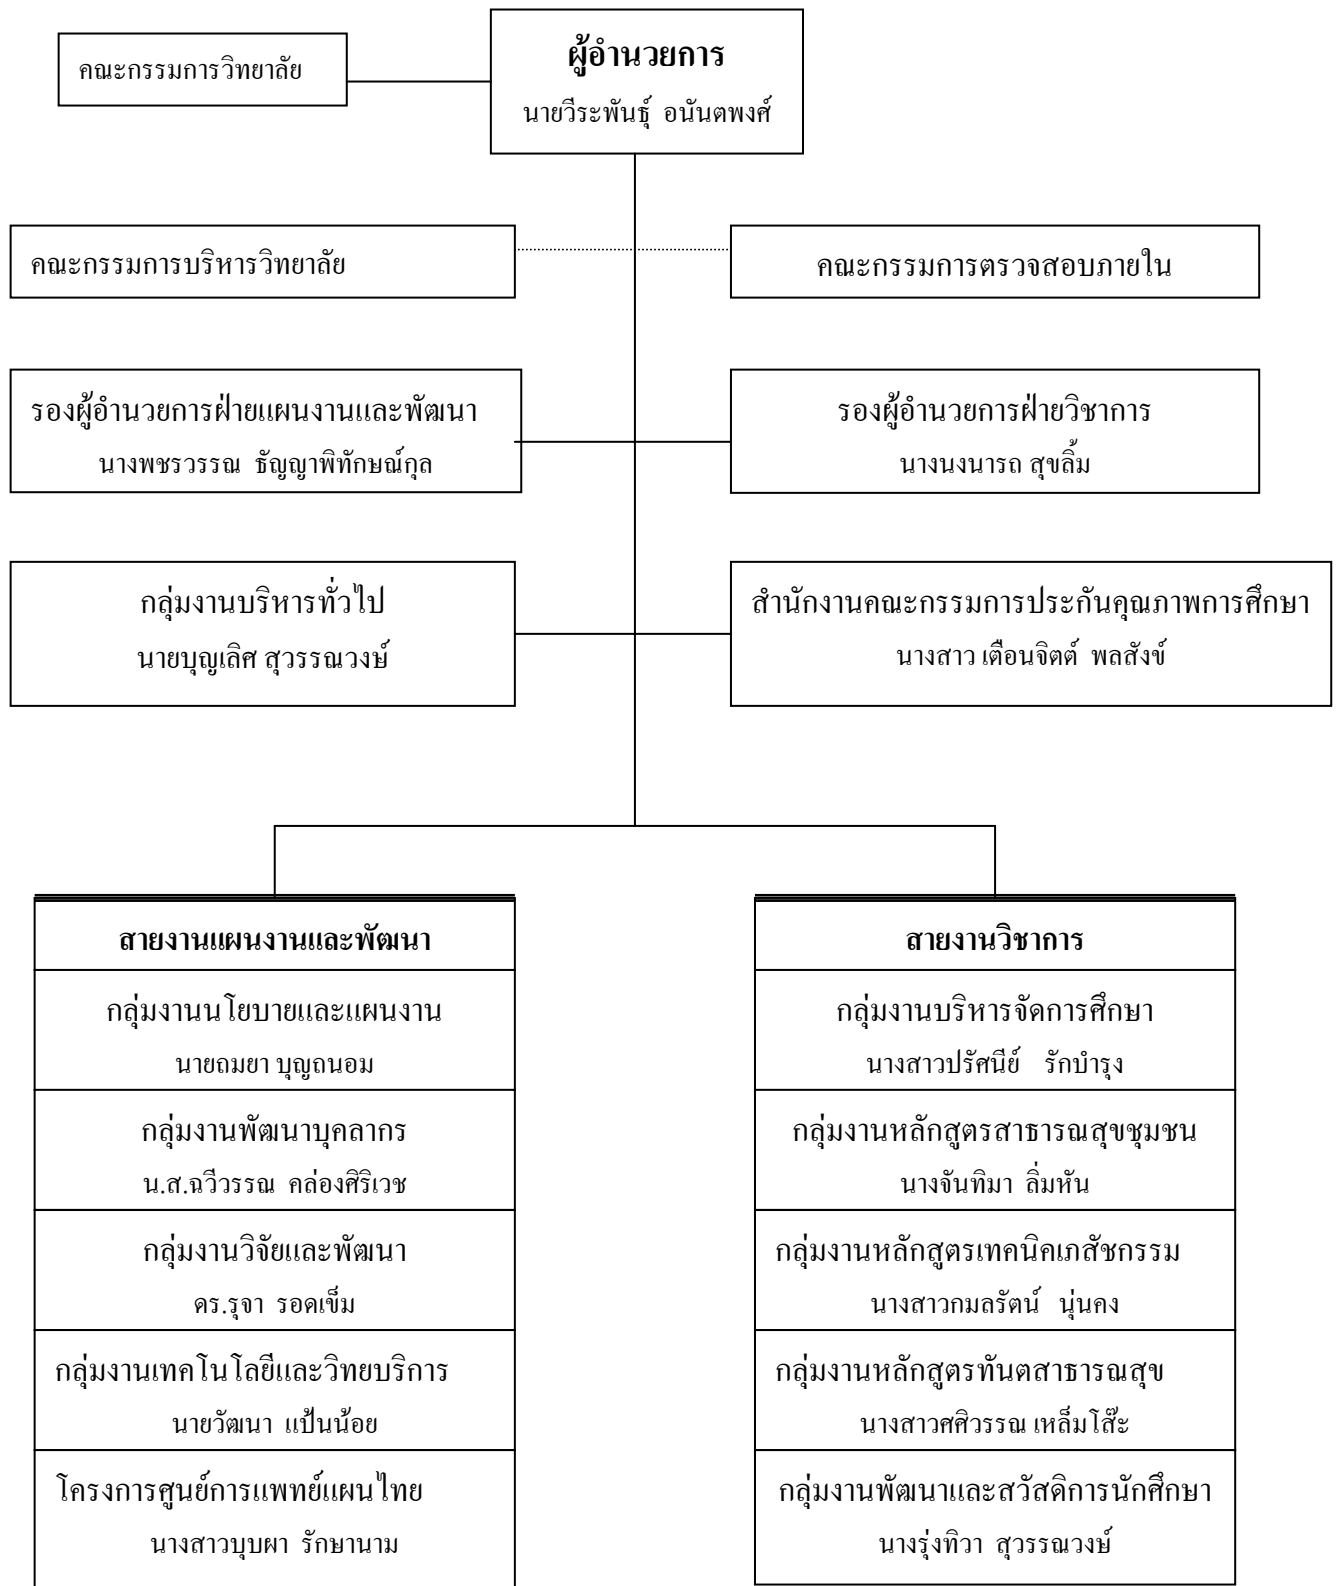 คณะกรรมการวิทยาลัย
ผู้อำนวยการ
นายวีระพันธุ์ อนันตพงศ์
คณะกรรมการบริหารวิทยาลัย
คณะกรรมการตรวจสอบภายใน
รองผู้อำนวยการฝ่ายแผนงานและพัฒนา
นางพชรวรรณ ธัญญาพิทักษณ์กุล
รองผู้อำนวยการฝ่ายวิชาการ
นางนงนารถ สุขลิ้ม
กลุ่มงานบริหารทั่วไป
นายบุญเลิศ สุวรรณวงษ์
สำนักงานคณะกรรมการประกันคุณภาพการศึกษา
นางสาว เตือนจิตต์ พลสังข์
สายงานแผนงานและพัฒนา
กลุ่มงานนโยบายและแผนงาน
นายถมยา บุญถนอม
กลุ่มงานพัฒนาบุคลากร
น.ส.ฉวีวรรณ คล่องศิริเวช
กลุ่มงานวิจัยและพัฒนา
ดร.รุจา รอดเข็ม
กลุ่มงานเทคโนโลยีและวิทยบริการ
นายวัฒนา แป้นน้อย
โครงการศูนย์การแพทย์แผนไทย
นางสาวบุบผา รักษานาม
สายงานวิชาการ
กลุ่มงานบริหารจัดการศึกษา
นางสาวปรัศนีย์ รักบำรุง
กลุ่มงานหลักสูตรสาธารณสุขชุมชน
นางจันทิมา ลิ่มหัน
กลุ่มงานหลักสูตรเทคนิคเภสัชกรรม
นางสาวกมลรัตน์ นุ่นคง
กลุ่มงานหลักสูตรทันตสาธารณสุข
นางสาวศศิวรรณ เหล็มโส๊ะ
กลุ่มงานพัฒนาและสวัสดิการนักศึกษา
นางรุ่งทิวา สุวรรณวงษ์